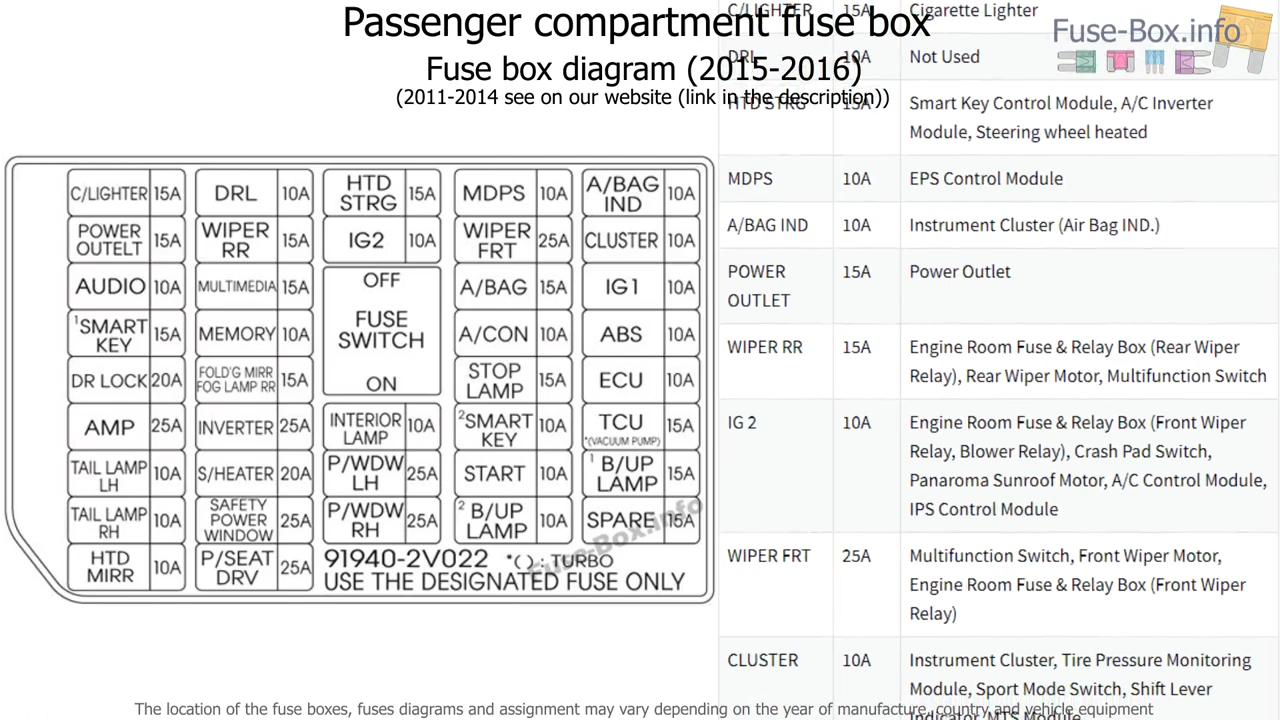 Passenger compartment fuse box
Fuse box diagram (2015-2016)
(2011-2014 see on our website (link in the description))
Fuse-Box.info
C/LIGHTER 15A DRL 10A HTD STRG 15A MDPS 10A A/BAG IND 10A
POWER OUTELT 15A WIPER RR 15A IG2 10A WIPER FRT 25A CLUSTER 10A
AUDIO 10A MULTIMEDIA 15A OFF FUSE SWITCH ON A/BAG 15A IG1 10A
1SMART KEY 15A MEMORY 10A A/CON 10A ABS 10A
DR LOCK 20A FOLD'G MIRR FOG LAMP RR 15A STOP LAMP 15A ECU 10A
AMP 25A INVERTER 25A INTERIOR LAMP 10A 2SMART KEY 10A TCU *(VACUUM PUMP) 15A
TAIL LAMP LH 10A S/HEATER 20A P/WDW LH 25A START 10A 1 B/UP LAMP 15A
TAIL LAMP RH 10A SAFETY POWER WINDOW 25A P/WDW RH 25A 2 B/UP LAMP 10A SPARE 15A
HTD MIRR 10A P/SEAT DRV 25A 91940-2V022 *( ) : TURBO
USE THE DESIGNATED FUSE ONLY
Fuse-Box.info
C/LIGHTER 15A Cigarette Lighter
DRL 10A Not Used
HTD STRG 15A Smart Key Control Module, A/C Inverter
Module, Steering wheel heated
MDPS 10A EPS Control Module
A/BAG IND 10A Instrument Cluster (Air Bag IND.)
POWER 15A Power Outlet
OUTLET
WIPER RR 15A Engine Room Fuse & Relay Box (Rear Wiper
Relay), Rear Wiper Motor, Multifunction Switch
IG 2 10A Engine Room Fuse & Relay Box (Front Wiper
Relay, Blower Relay), Crash Pad Switch,
Panaroma Sunroof Motor, A/C Control Module,
IPS Control Module
WIPER FRT 25A Multifunction Switch, Front Wiper Motor,
Engine Room Fuse & Relay Box (Front Wiper
Relay)
CLUSTER 10A Instrument Cluster, Tire Pressure Monitoring
Module, Sport Mode Switch, Shift Lever
Indicator/MTS Module
The location of the fuse boxes, fuses diagrams and assignment may vary depending on the year of manufacture, country and vehicle equipment